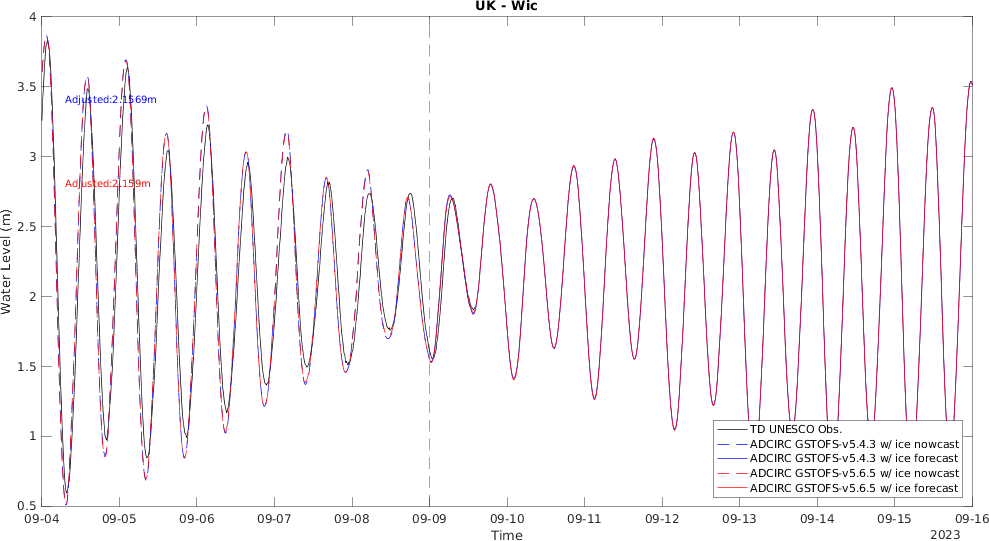 UK - Wic
4
3.5
3
2.5
2
1.5
1
0.5
Water Level (m)
Adjusted:2.1569m
Adjusted:2.159m
TD UNESCO Obs.
ADCIRC GSTOFS-v5.4.3 w/ ice nowcast
ADCIRC GSTOFS-v5.4.3 w/ ice forecast
ADCIRC GSTOFS-v5.6.5 w/ ice nowcast
ADCIRC GSTOFS-v5.6.5 w/ ice forecast
09-04 09-05 09-06 09-07 09-08 09-09 09-10 09-11 09-12 09-13 09-14 09-15 09-16
Time
2023